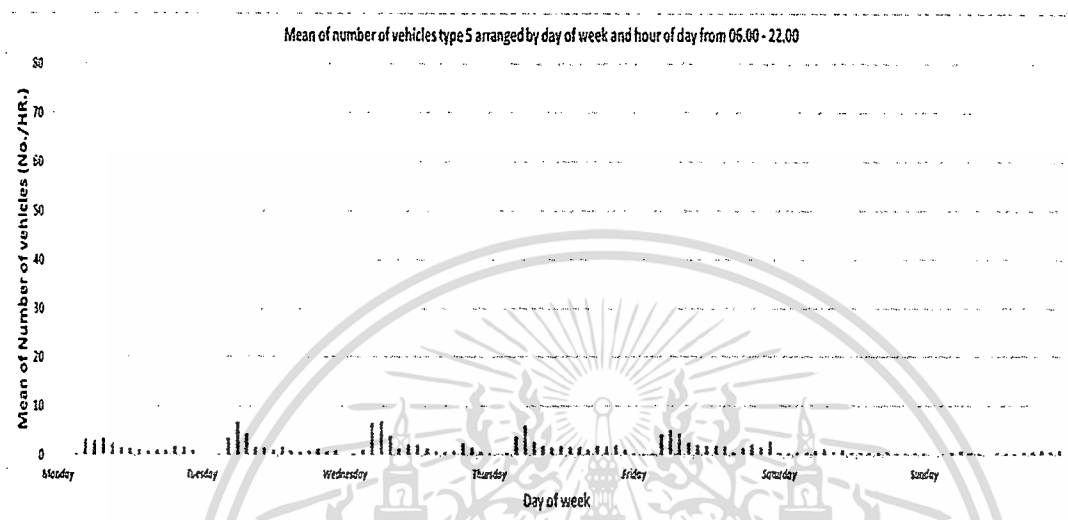 Mean of number of vehicles type 5 arranged by day of week and hour of day from 06.00 - 22.00
Mean of Number of vehicles (No./HR.)
80
70
60
50
40
30
20
10
0
Monday Tuesday Wednesday Thursday Friday Saturday Sunday
Day of week